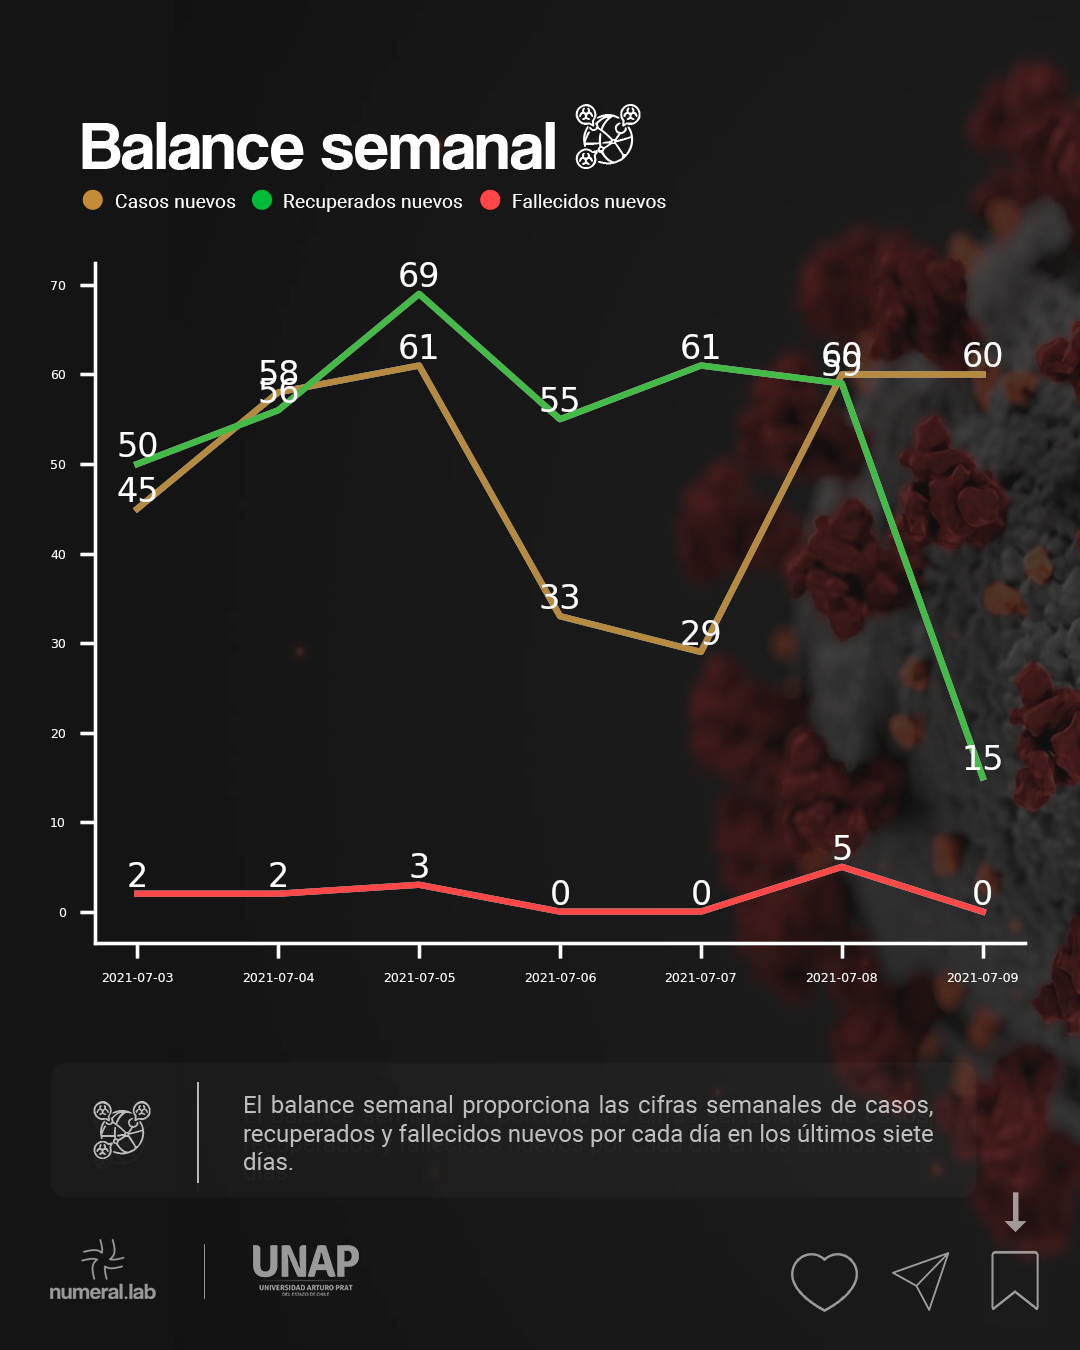 Balance semanal
Casos nuevos Recuperados nuevos Fallecidos nuevos
70
60
50
40
30
20
10
0
50 56 69 55 61 59 15
45 58 61 33 29 60 60
2 2 3 0 0 5 0
2021-07-03 2021-07-04 2021-07-05 2021-07-06 2021-07-07 2021-07-08 2021-07-09
El balance semanal proporciona las cifras semanales de casos,
recuperados y fallecidos nuevos por cada día en los últimos siete
días.
numeral.lab
UNAP
UNIVERSIDAD ARTURO PRAT
DEL ESTADO DE CHILE